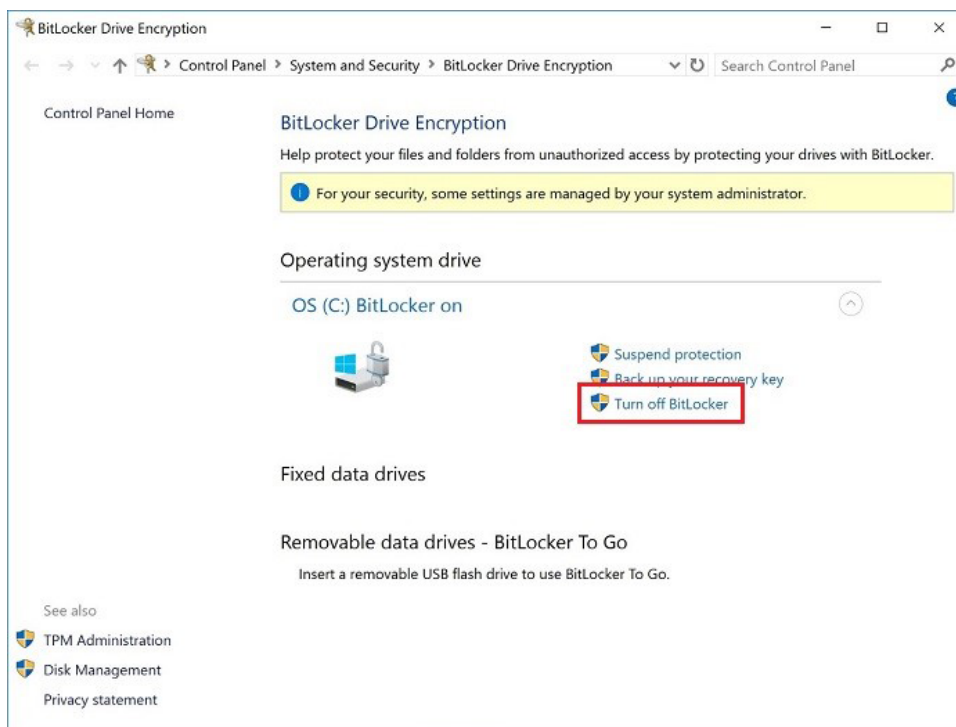 BitLocker Drive Encryption
Control Panel > System and Security > BitLocker Drive Encryption
Search Control Panel
Control Panel Home
BitLocker Drive Encryption
Help protect your files and folders from unauthorized access by protecting your drives with BitLocker.
For your security, some settings are managed by your system administrator.
Operating system drive
OS (C:) BitLocker on
Suspend protection
Back up your recovery key
Turn off BitLocker
Fixed data drives
Removable data drives - BitLocker To Go
Insert a removable USB flash drive to use BitLocker To Go.
See also
TPM Administration
Disk Management
Privacy statement